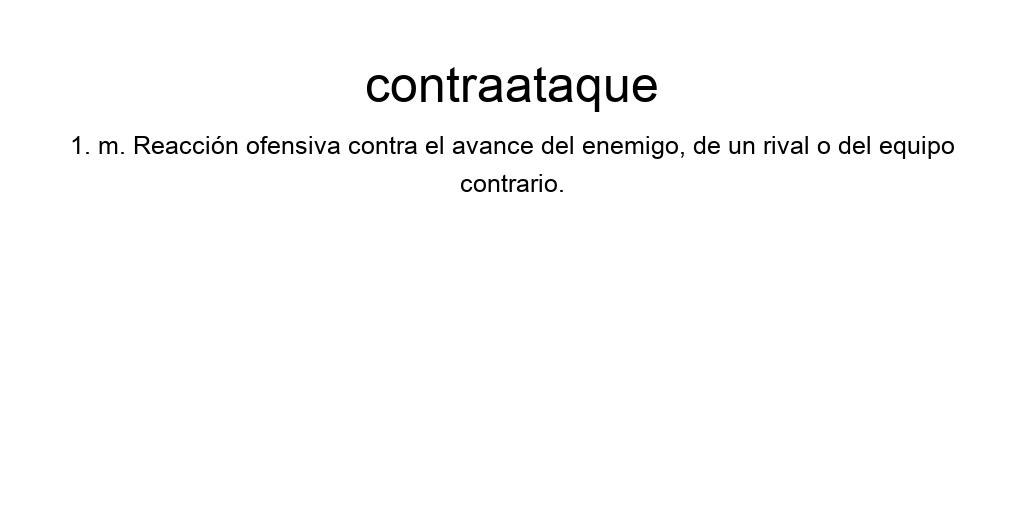 contraataque
1. m. Reacción ofensiva contra el avance del enemigo, de un rival o del equipo
contrario.